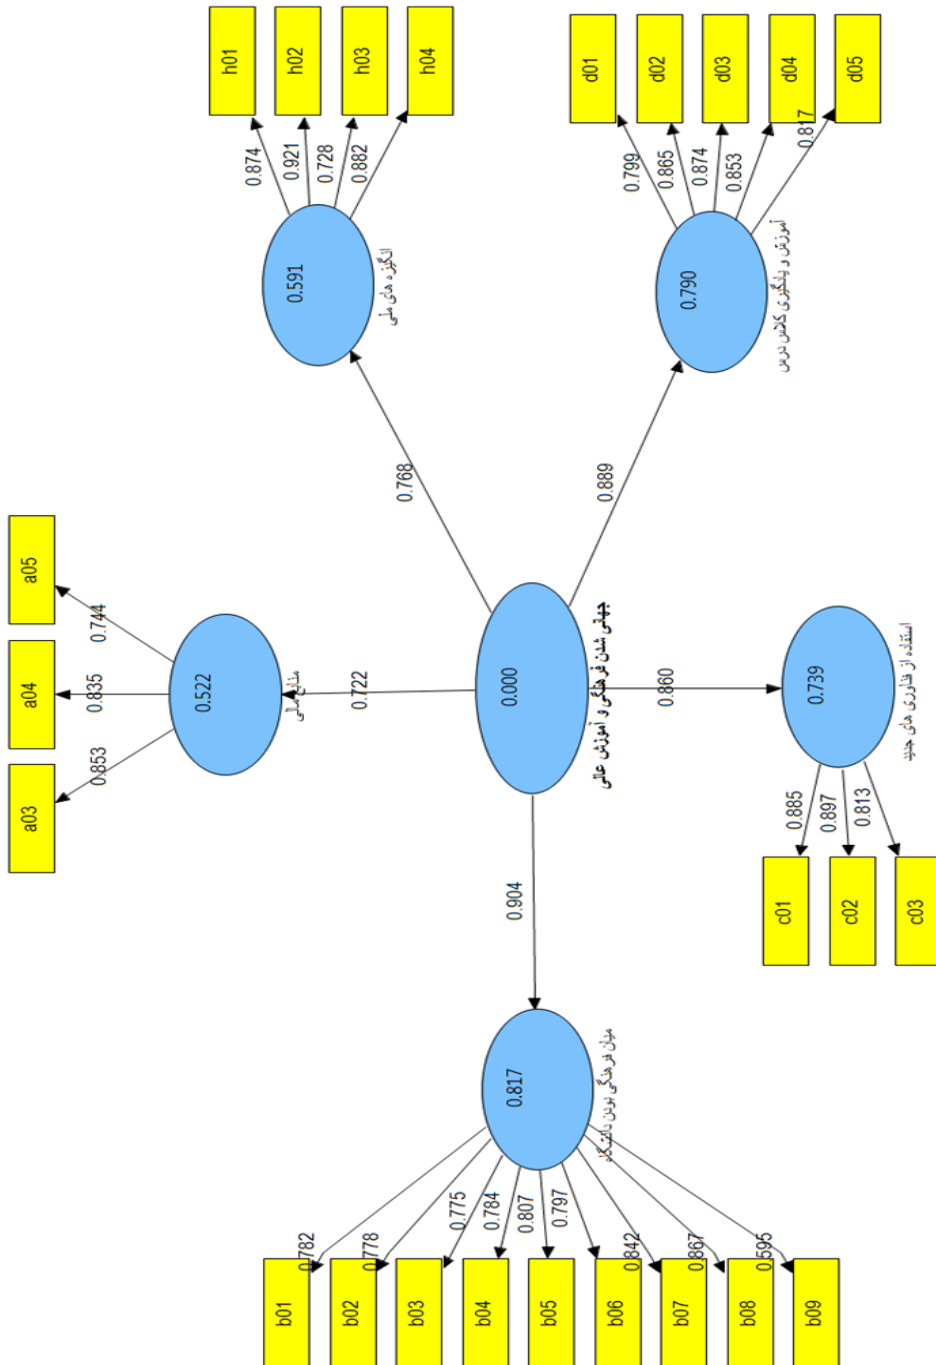 a03
a04
a05
0.853
0.835
0.744
0.522
منابع مالی
0.722
h01
h02
h03
h04
0.874
0.921
0.728
0.882
0.591
انگیزه های ملی
0.768
d01
d02
d03
d04
d05
0.799
0.865
0.874
0.853
0.817
0.790
آموزش و یادگیری کلاس درس
0.889
0.000
جهانی شدن فرهنگی و آموزش عالی
0.860
0.739
استفاده از فناوری های جدید
0.885
0.897
0.813
c01
c02
c03
0.904
0.817
میان فرهنگی بودن دانشگاه
0.782
0.778
0.775
0.784
0.807
0.797
0.842
0.867
0.595
b01
b02
b03
b04
b05
b06
b07
b08
b09